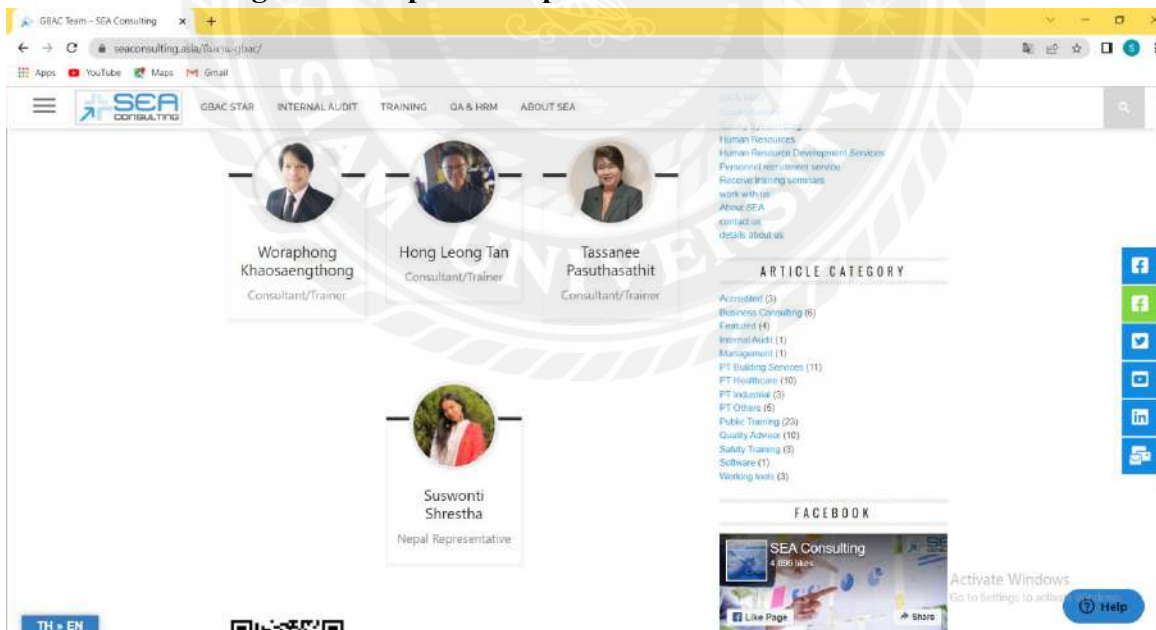 GBAC Team – SEA Consulting
seaconsulting.asia/
Apps YouTube Maps Gmail
SEA CONSULTING
GBAC STAR INTERNAL AUDIT TRAINING QA & HRM ABOUT SEA
Woraphong
Khaosaengthong
Consultant/Trainer
Hong Leong Tan
Consultant/Trainer
Tassanee
Pasuthasathit
Consultant/Trainer
Suswonti
Shrestha
Nepal Representative
Human Resources
Human Resource Development Services
Personnel recruitment service
Receive training seminars
work with us
About SEA
contact us
details about us
ARTICLE CATEGORY
Accredited (3)
Business Consulting (6)
Featured (4)
Internal Audit (1)
Management (1)
PT Building Services (11)
PT Healthcare (10)
PT Industrial (3)
PT Others (6)
Public Training (23)
Quality Advisor (10)
Safety Training (3)
Software (1)
Working tools (3)
FACEBOOK
SEA Consulting
likes
Like Page
Share
Activate Windows
Go to Settings to activate Windows.
Help
TH » EN
SIAM UNIVERSITY